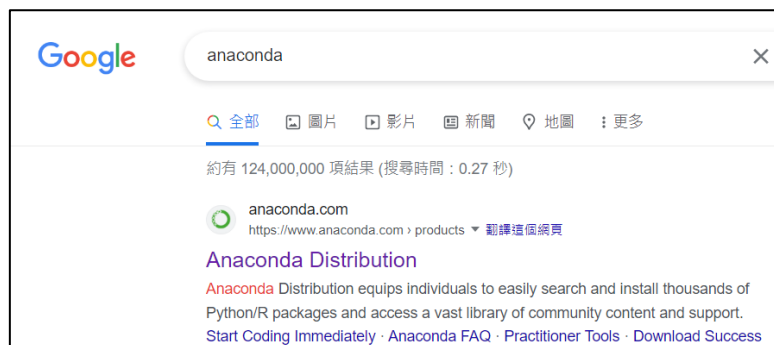 Google
anaconda
全部 圖片 影片 新聞 地圖 更多
約有 124,000,000 項結果 (搜尋時間：0.27 秒)
anaconda.com
https://www.anaconda.com › products 翻譯這個網頁
Anaconda Distribution
Anaconda Distribution equips individuals to easily search and install thousands of
Python/R packages and access a vast library of community content and support.
Start Coding Immediately · Anaconda FAQ · Practitioner Tools · Download Success